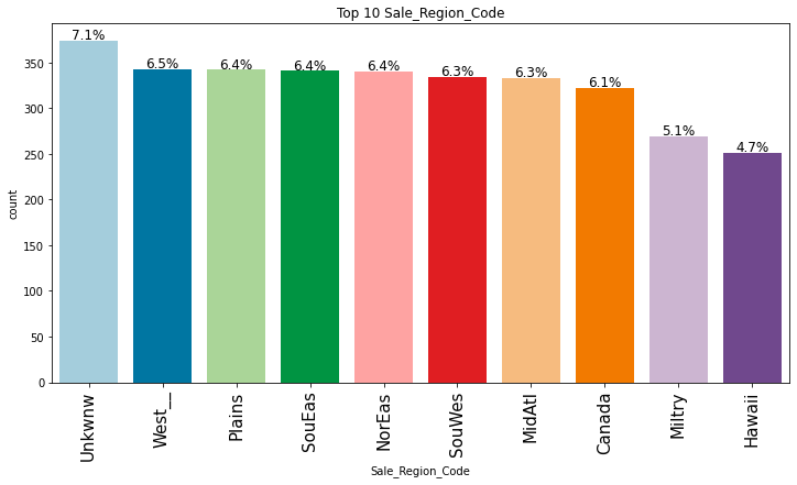 Top 10 Sale_Region_Code
7.1%
6.5%
6.4%
6.4%
6.4%
6.3%
6.3%
6.1%
5.1%
4.7%
count
350
300
250
200
150
100
50
0
Unkwnw
West__
Plains
SouEas
NorEas
SouWes
MidAtl
Canada
Miltry
Hawaii
Sale_Region_Code